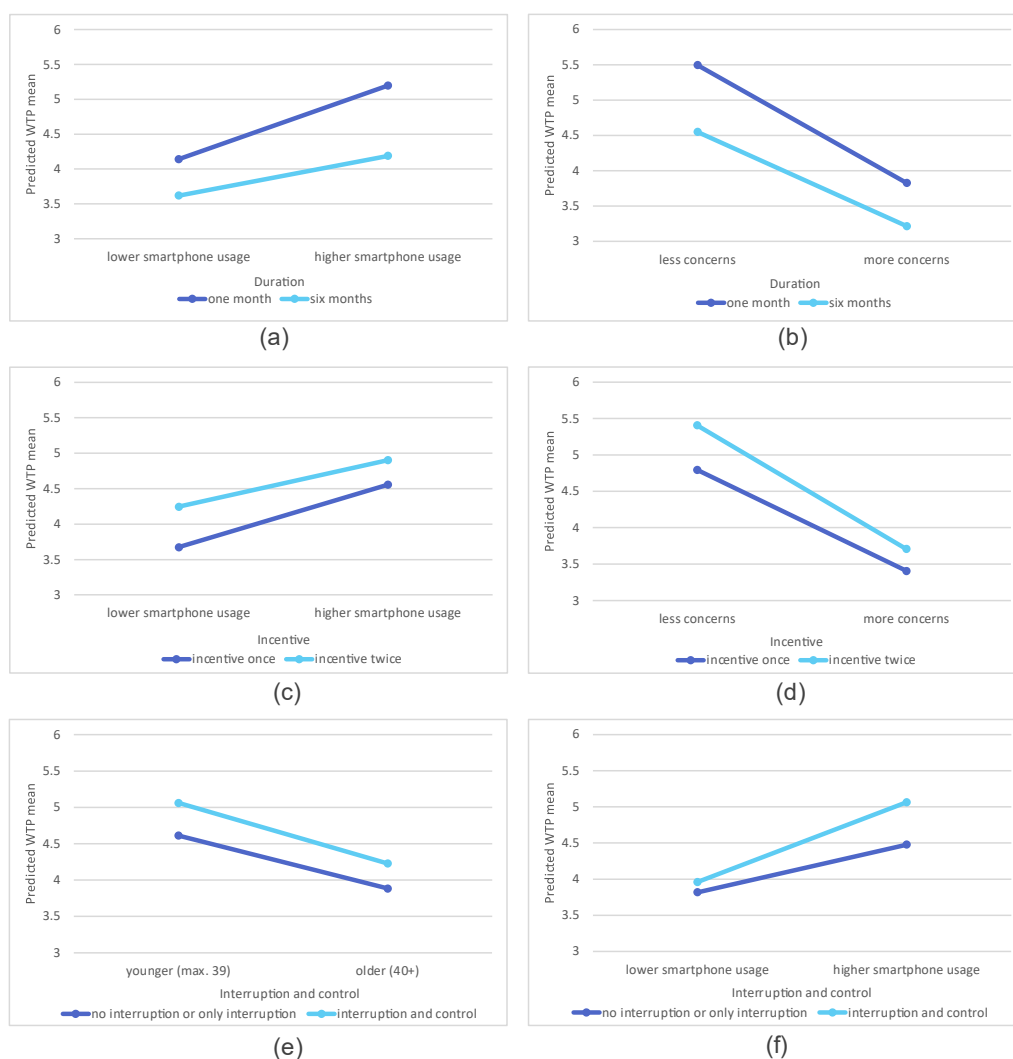 6
5.5
5
4.5
4
3.5
3
Predicted WTP mean
lower smartphone usage higher smartphone usage
Duration
one month six months
(a)
6
5.5
5
4.5
4
3.5
3
Predicted WTP mean
less concerns more concerns
Duration
one month six months
(b)
6
5.5
5
4.5
4
3.5
3
Predicted WTP mean
lower smartphone usage higher smartphone usage
Incentive
incentive once incentive twice
(c)
6
5.5
5
4.5
4
3.5
3
Predicted WTP mean
less concerns more concerns
Incentive
incentive once incentive twice
(d)
6
5.5
5
4.5
4
3.5
3
Predicted WTP mean
younger (max. 39) older (40+)
Interruption and control
no interruption or only interruption interruption and control
(e)
6
5.5
5
4.5
4
3.5
3
Predicted WTP mean
lower smartphone usage higher smartphone usage
Interruption and control
no interruption or only interruption interruption and control
(f)